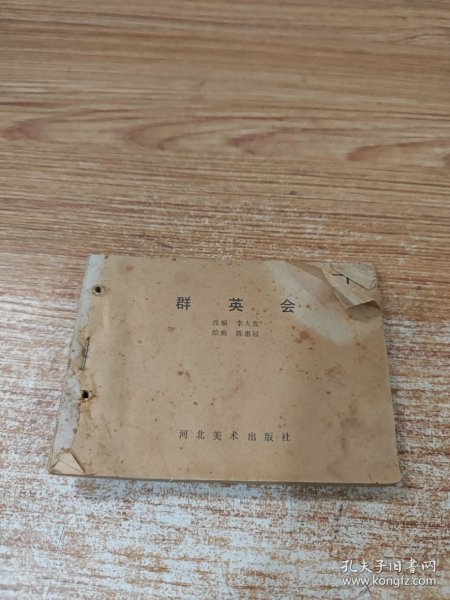 群英会
改编 李大发
绘画 陈惠冠
河北美术出版社
孔夫子旧书网
www.kongfz.com